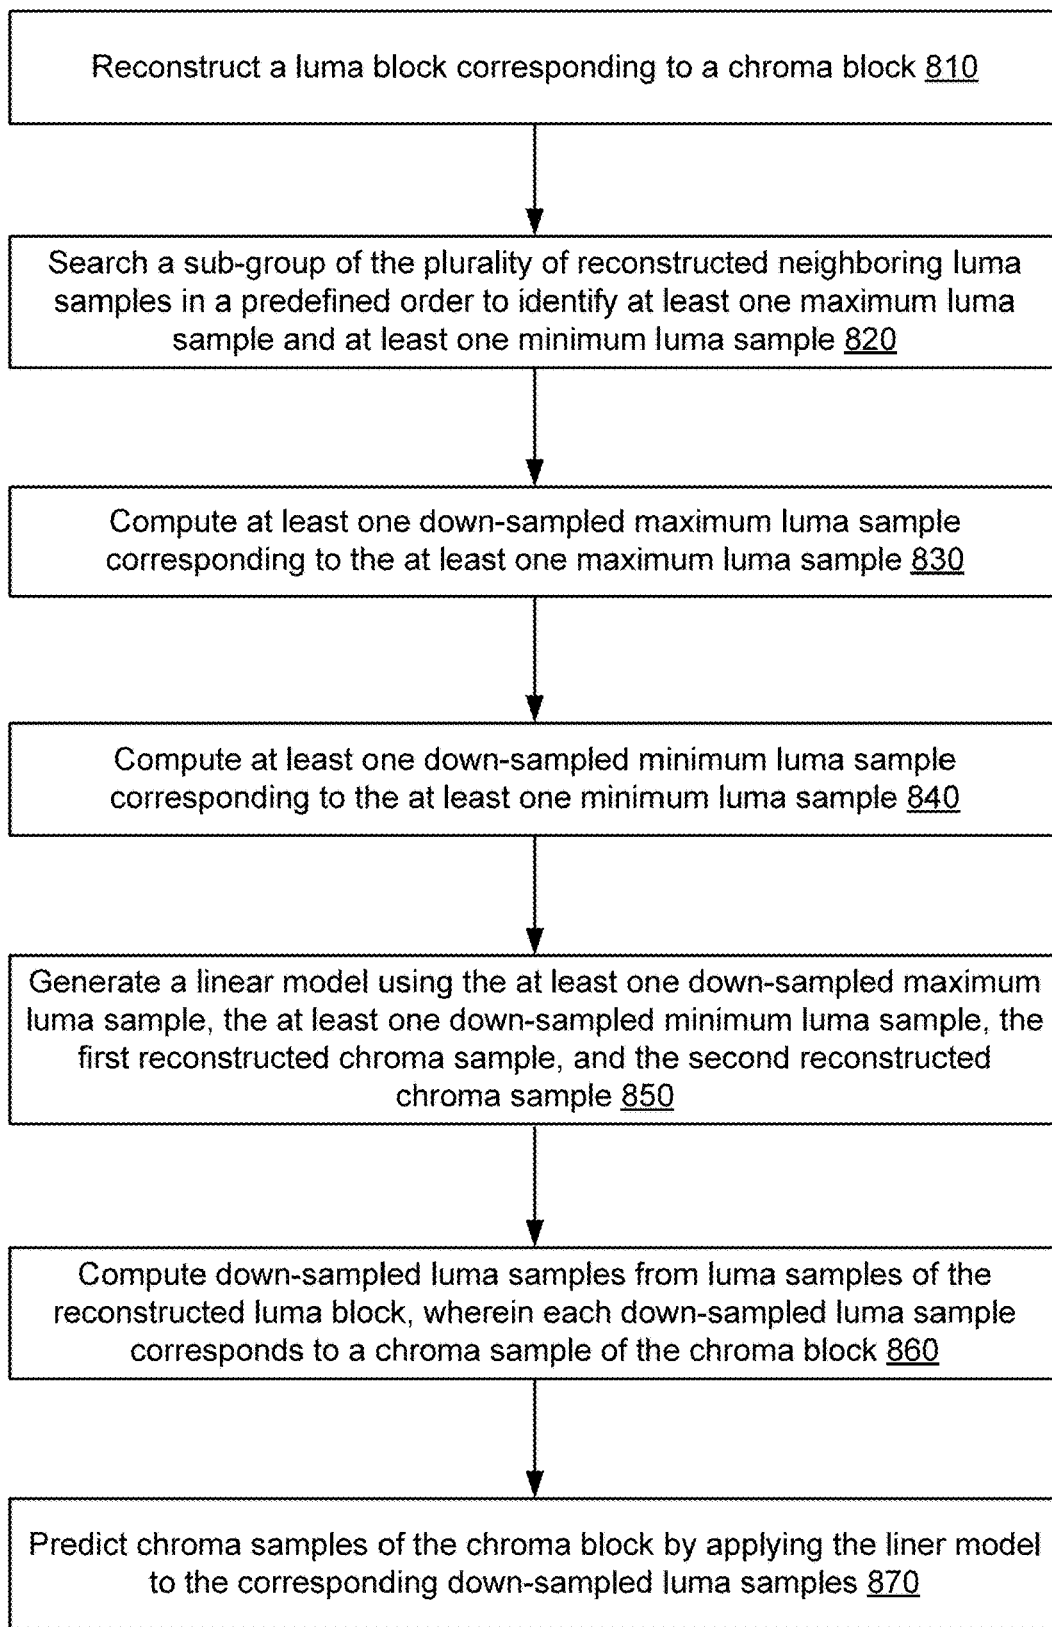 Reconstruct a luma block corresponding to a chroma block 810
Search a sub-group of the plurality of reconstructed neighboring luma
samples in a predefined order to identify at least one maximum luma
sample and at least one minimum luma sample 820
Compute at least one down-sampled maximum luma sample
corresponding to the at least one maximum luma sample 830
Compute at least one down-sampled minimum luma sample
corresponding to the at least one minimum luma sample 840
Generate a linear model using the at least one down-sampled maximum
luma sample, the at least one down-sampled minimum luma sample, the
first reconstructed chroma sample, and the second reconstructed
chroma sample 850
Compute down-sampled luma samples from luma samples of the
reconstructed luma block, wherein each down-sampled luma sample
corresponds to a chroma sample of the chroma block 860
Predict chroma samples of the chroma block by applying the liner model
to the corresponding down-sampled luma samples 870